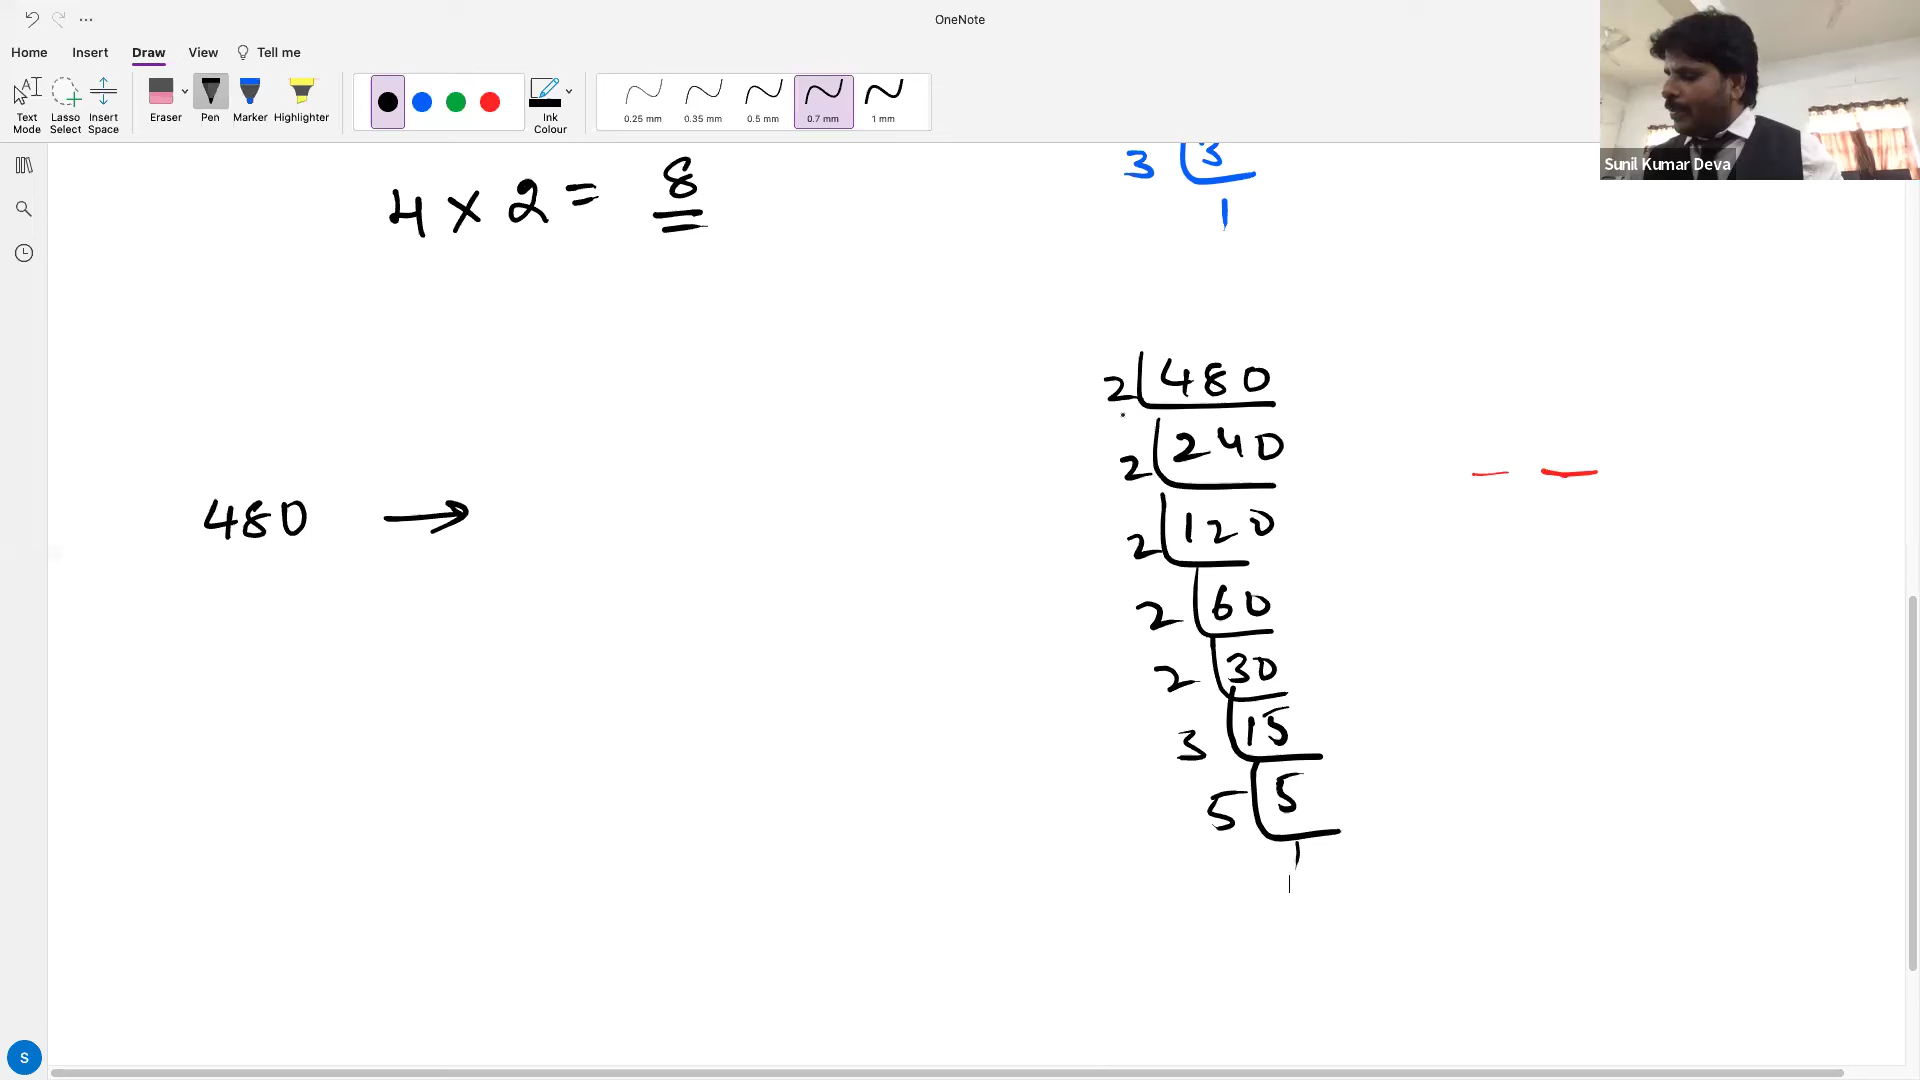 OneNote
Home Insert Draw View Tell me
Text Mode
Lasso Select
Insert Space
Eraser
Pen
Marker
Highlighter
Ink Colour
0.25 mm
0.35 mm
0.5 mm
0.7 mm
1 mm
Sunil Kumar Deva
4 x 2 = 8
3 3
1
480 →
2 480
2 240
2 120
2 60
2 30
3 15
5 5
1
S